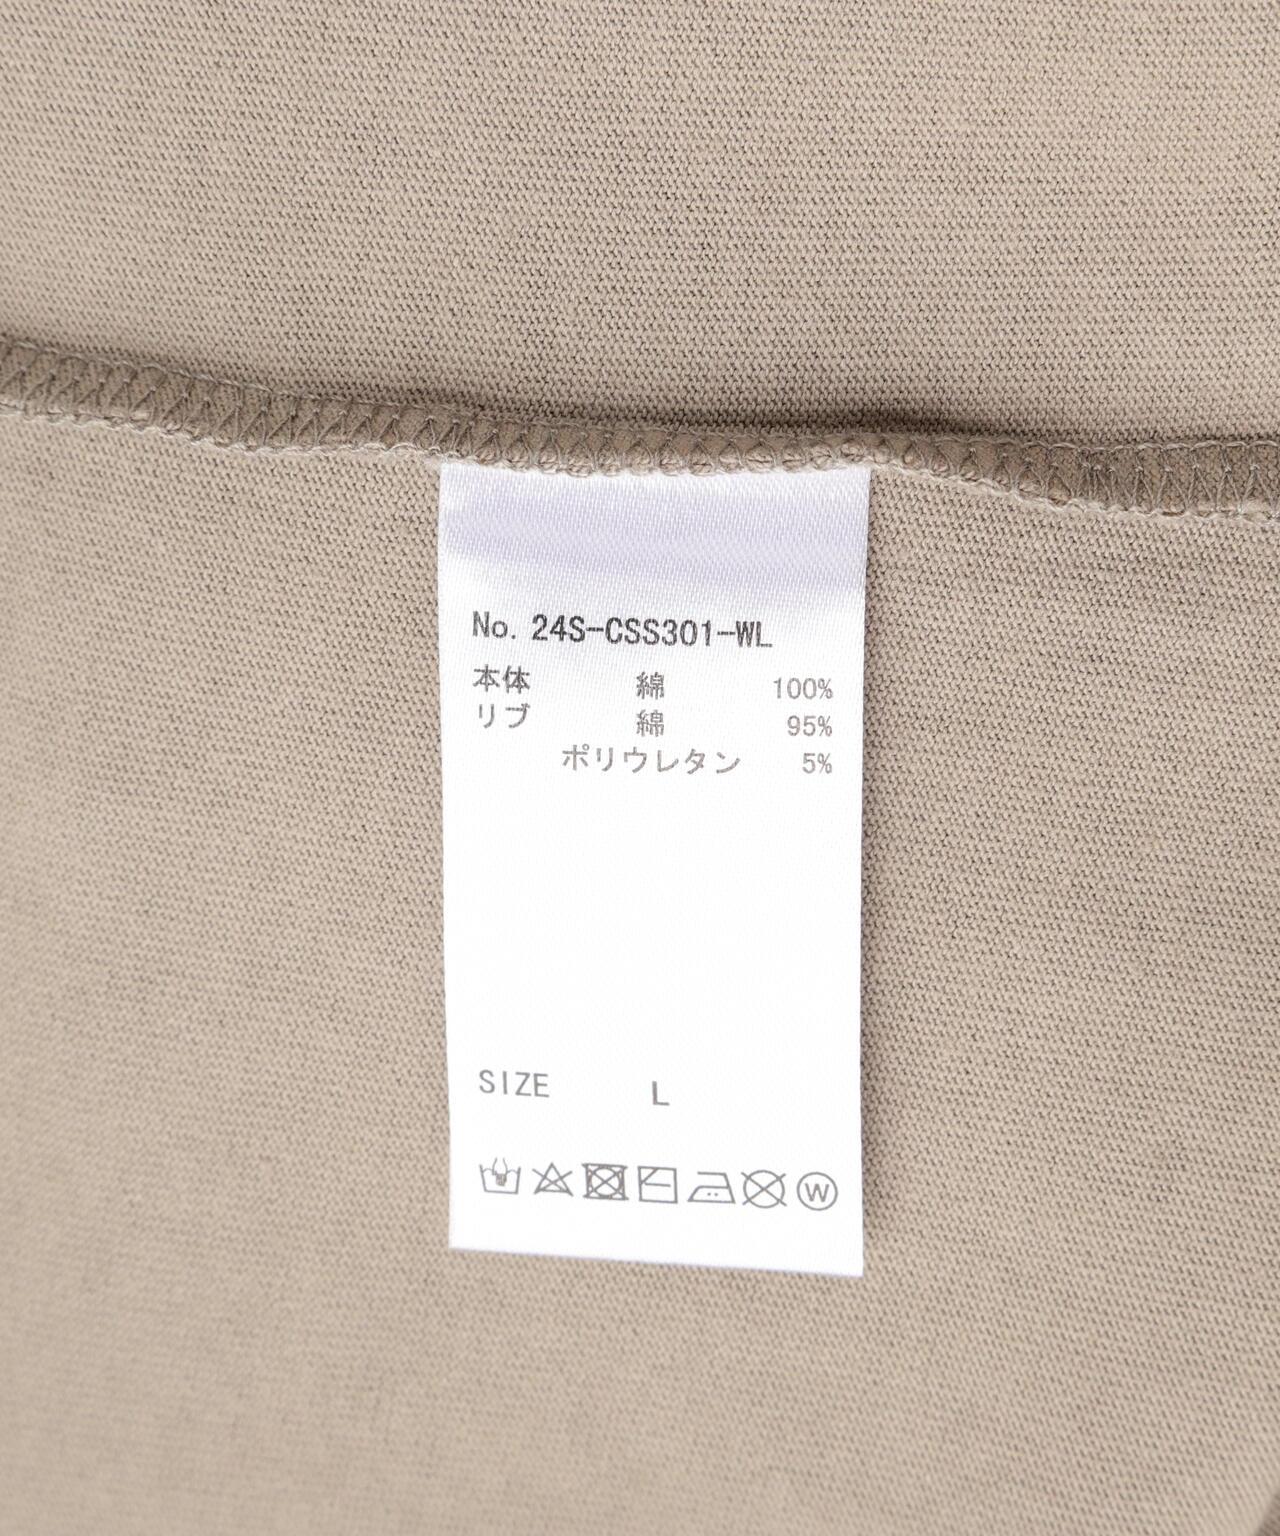 No. 24S-CSS301-WL
本体 綿 100%
リブ 綿 95%
ポリウレタン 5%
SIZE L
W